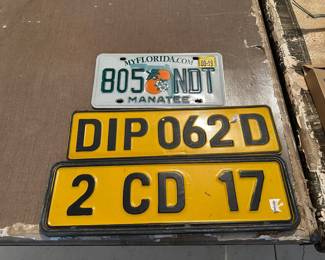 MYFLORIDA.COM
805 NDT
MANATEE
DIP 062 D
2 CD 17